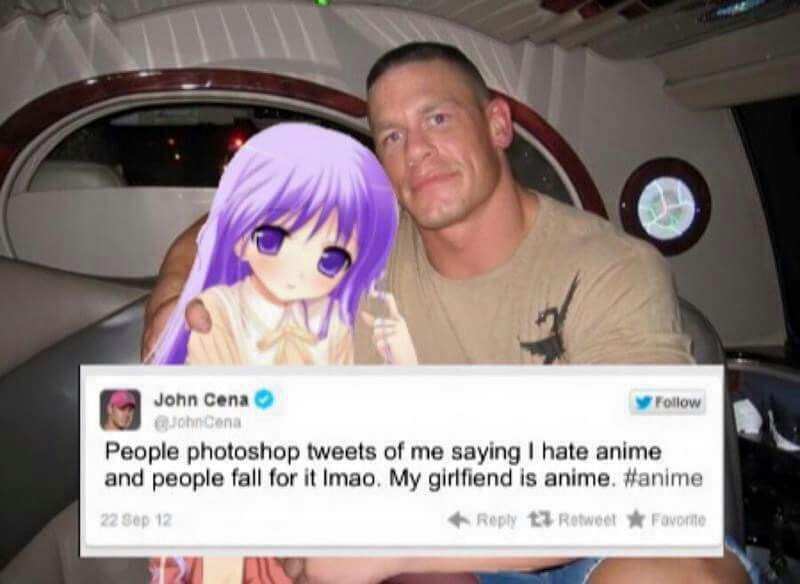 John Cena
@JohnCena
Follow
People photoshop tweets of me saying I hate anime
and people fall for it lmao. My girlfiend is anime. #anime
22 Sep 12
Reply Retweet Favorite